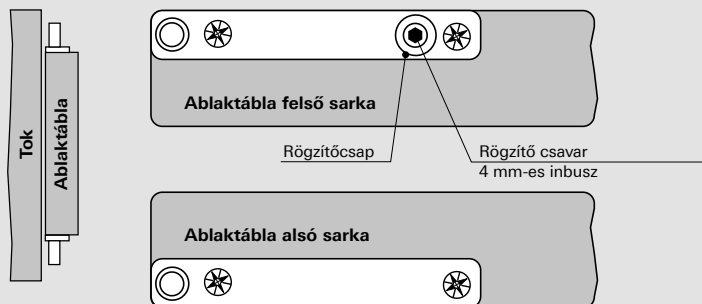 Tok
Ablaktábla
Ablaktábla felső sarka
Rögzítőcsap
Rögzítő csavar
4 mm-es inbusz
Ablaktábla alsó sarka